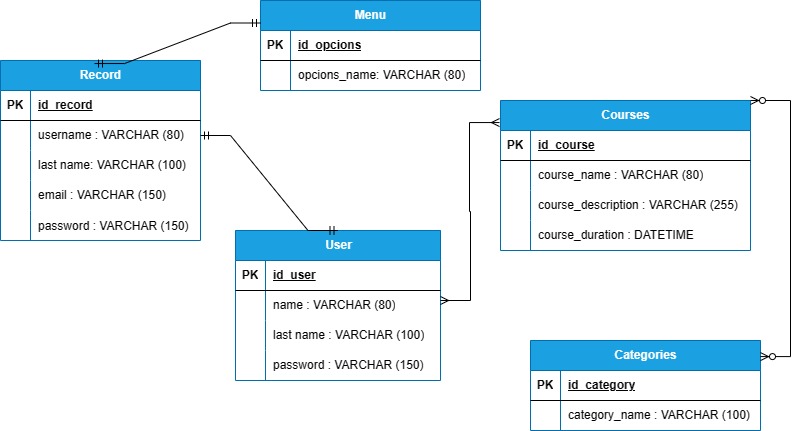 Menu
PK id_opcions
opcions_name: VARCHAR (80)
Record
PK id_record
username : VARCHAR (80)
last name: VARCHAR (100)
email : VARCHAR (150)
password : VARCHAR (150)
Courses
PK id_course
course_name : VARCHAR (80)
course_description : VARCHAR (255)
course_duration : DATETIME
User
PK id_user
name : VARCHAR (80)
last name : VARCHAR (100)
password : VARCHAR (150)
Categories
PK id_category
category_name : VARCHAR (100)